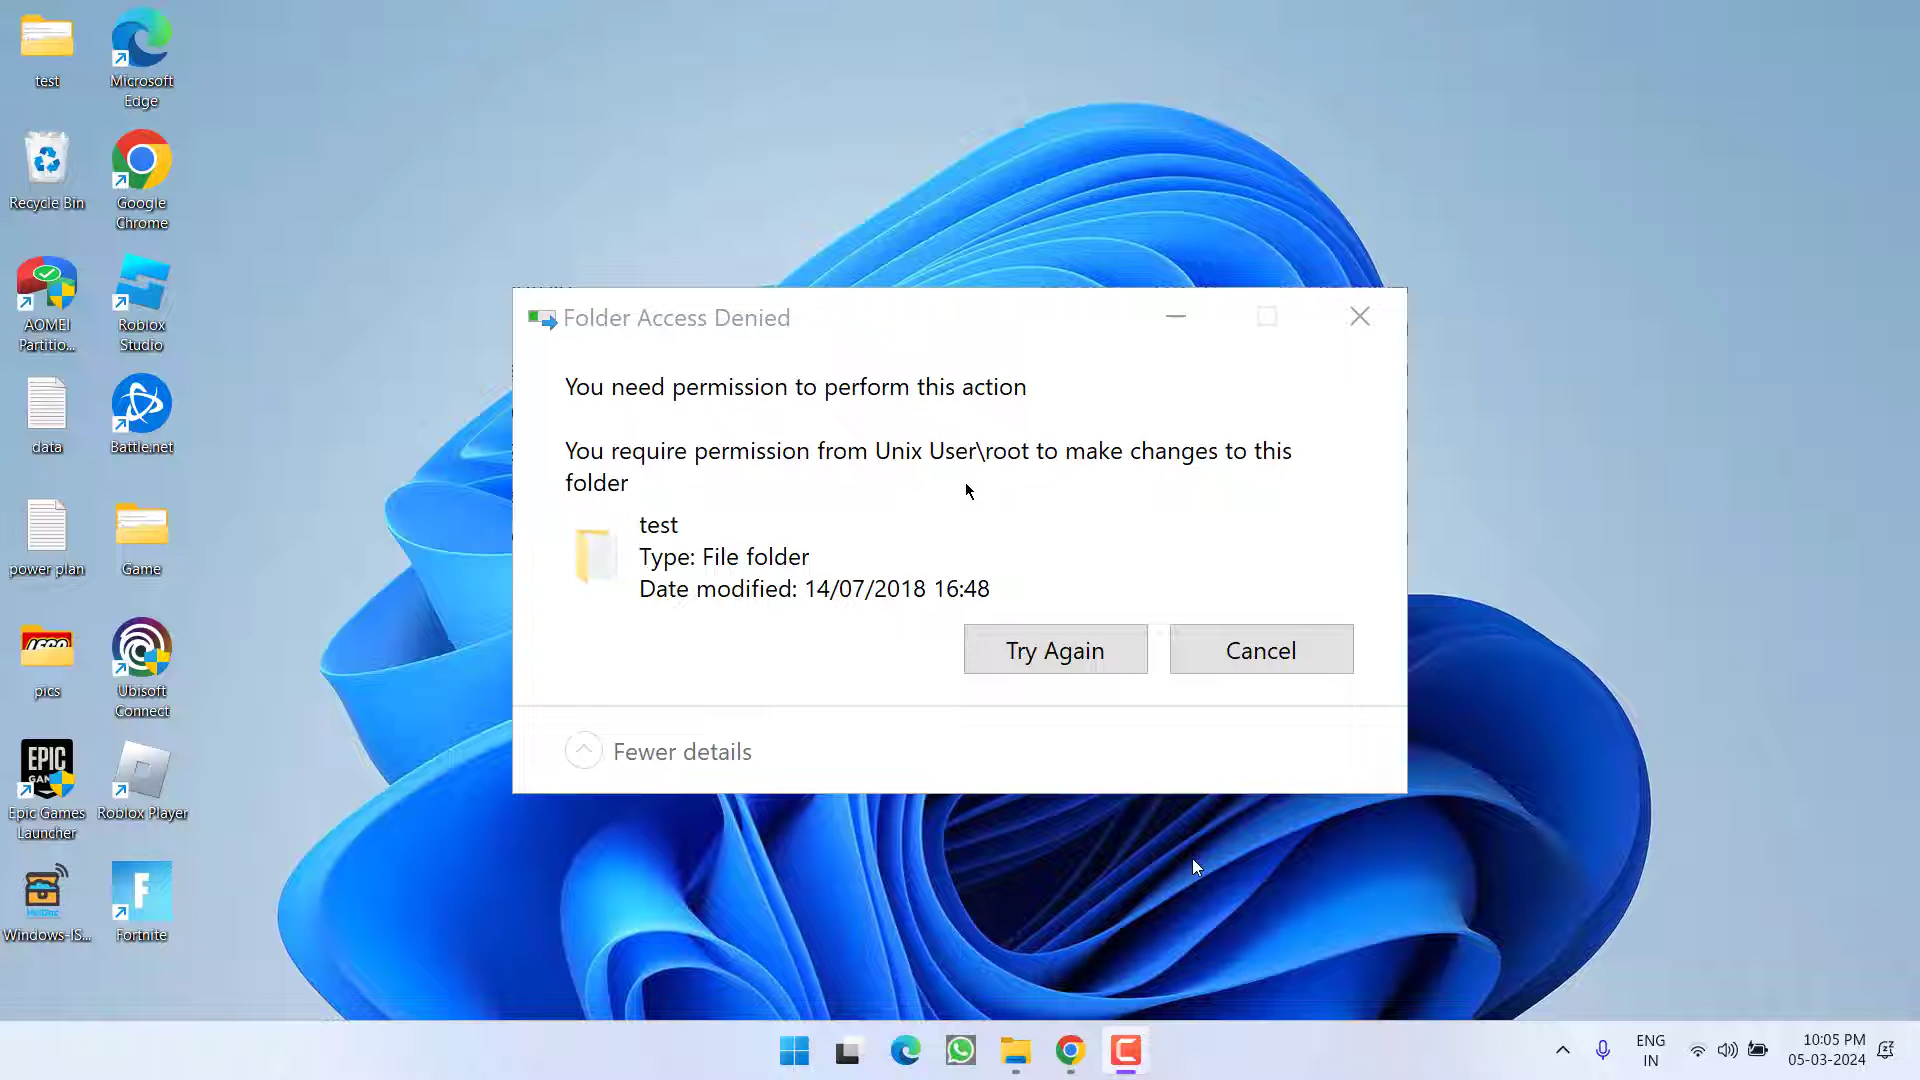 test
Microsoft
Edge
Recycle Bin
Google
Chrome
AOMEI
Partitio...
Roblox
Studio
data
Battle.net
power plan
Game
LEGO
pics
Ubisoft
Connect
EPIC
GAMES
Epic Games
Launcher
Roblox Player
Windows-IS...
Fortnite
Folder Access Denied
You need permission to perform this action
You require permission from Unix User\root to make changes to this
folder
test
Type: File folder
Date modified: 14/07/2018 16:48
Try Again
Cancel
Fewer details
ENG
IN
10:05 PM
05-03-2024